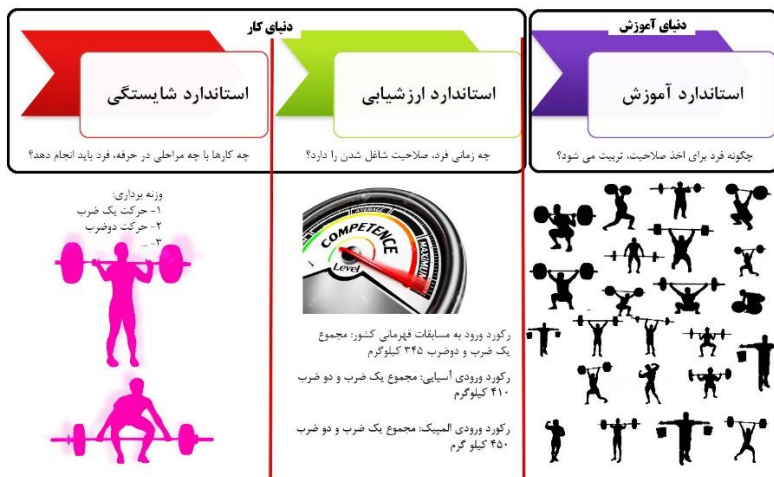 دنیای آموزش
استاندارد آموزش
چگونه فرد برای اخذ صلاحیت، تربیت می شود؟
دنیای کار
استاندارد ارزشیابی
چه زمانی فرد، صلاحیت شاغل شدن را دارد؟
AVERAGE
MAXIMUM
COMPETENCE
Level
رکورد ورود به مسابقات قهرمانی کشور: مجموع
یک ضرب و دوضرب ۳۴۵ کیلوگرم
رکورد ورودی آسیایی: مجموع یک ضرب و دو ضرب
۴۱۰ کیلوگرم
رکورد ورودی المپیک: مجموع یک ضرب و دو ضرب
۴۵۰ کیلو گرم
استاندارد شایستگی
چه کارها با چه مراحلی در حرفه، فرد باید انجام دهد؟
وزنه برداری:
۱- حرکت یک ضرب
۲- حرکت دوضرب
۳- ...